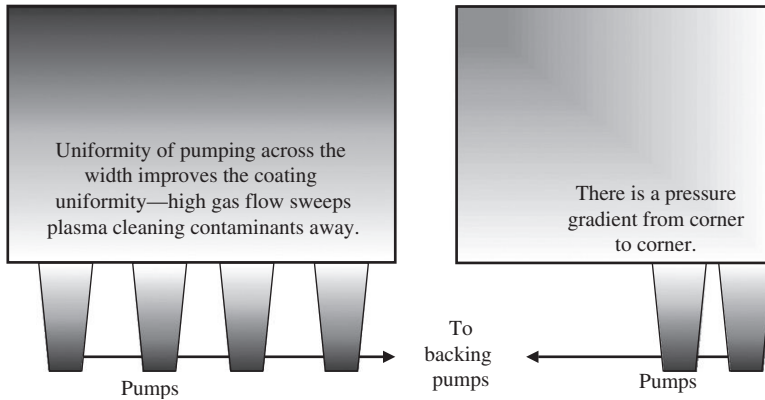 Uniformity of pumping across the
width improves the coating
uniformity—high gas flow sweeps
plasma cleaning contaminants away.
There is a pressure
gradient from corner
to corner.
To
backing
pumps
Pumps
Pumps